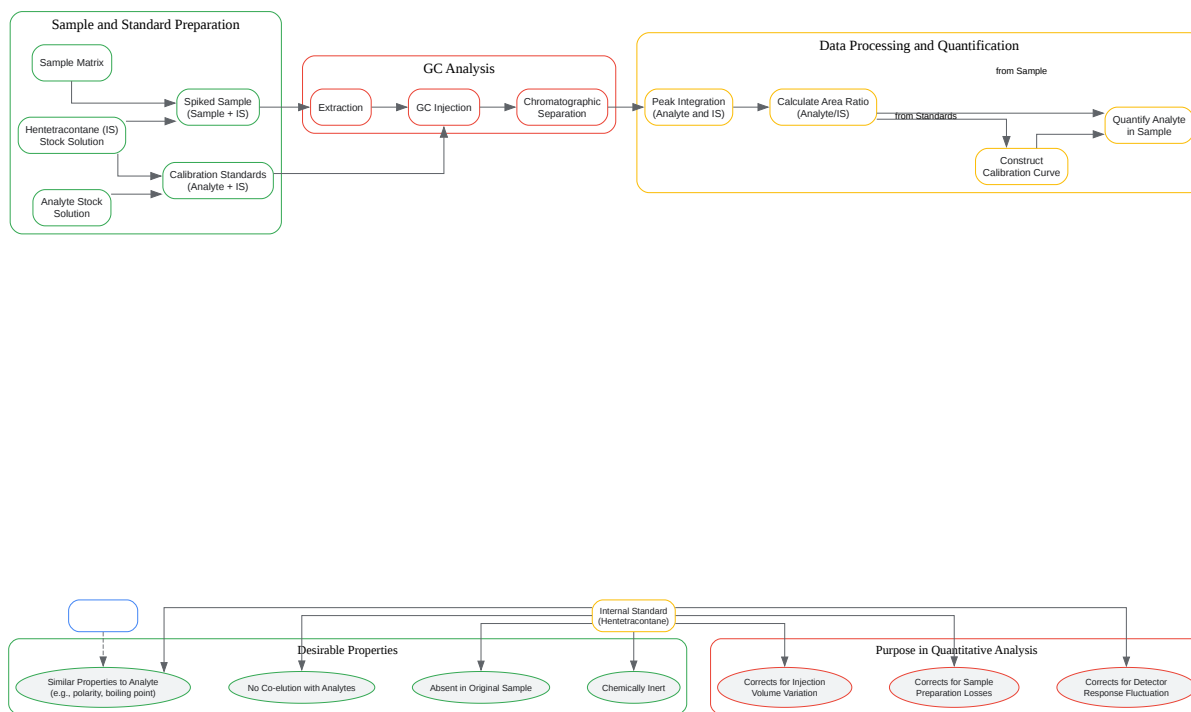 Sample and Standard Preparation
Sample Matrix
Spiked Sample
(Sample + IS)
Hentetracontane (IS)
Stock Solution
Calibration Standards
(Analyte + IS)
Analyte Stock
Solution
GC Analysis
Extraction
GC Injection
Chromatographic
Separation
Data Processing and Quantification
from Sample
Peak Integration
(Analyte and IS)
Calculate Area Ratio
(Analyte/IS)
from Standards
Quantify Analyte
in Sample
Construct
Calibration Curve
Internal Standard
(Hentetracontane)
Desirable Properties
Similar Properties to Analyte
(e.g., polarity, boiling point)
No Co-elution with Analytes
Absent in Original Sample
Chemically Inert
Purpose in Quantitative Analysis
Corrects for Injection
Volume Variation
Corrects for Sample
Preparation Losses
Corrects for Detector
Response Fluctuation